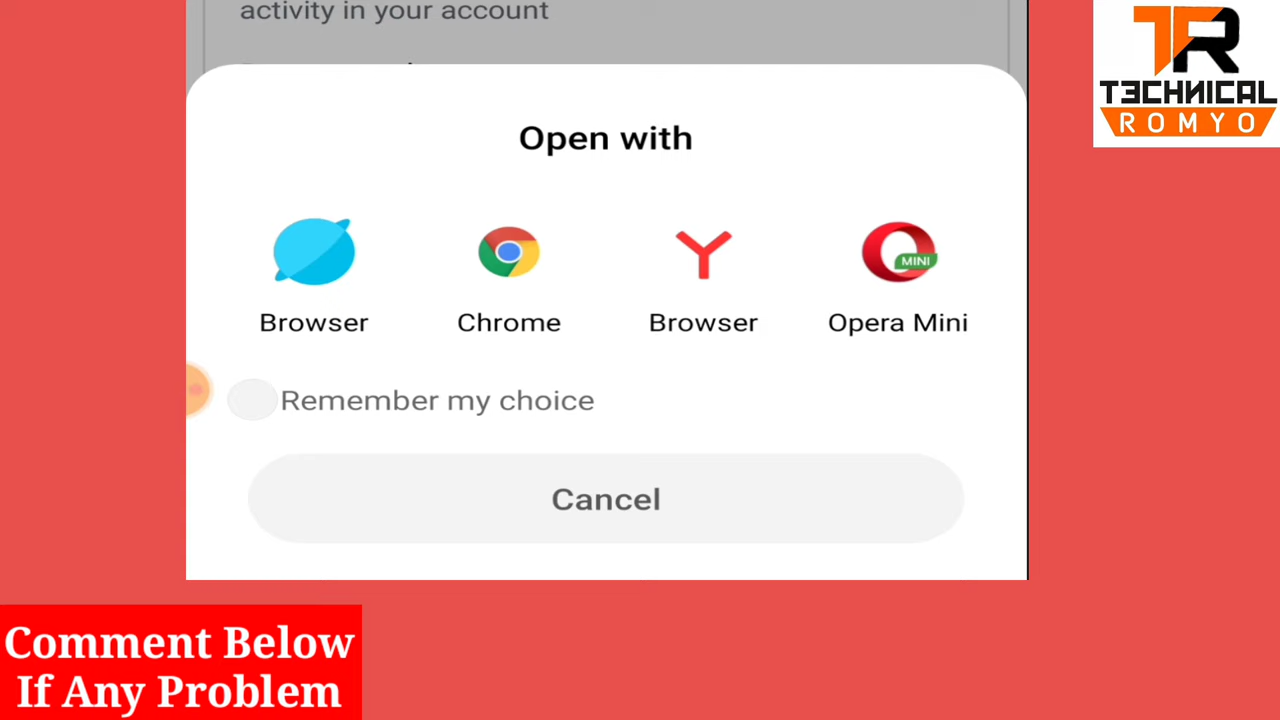 activity in your account
Open with
Browser
Chrome
Browser
MINI
Opera Mini
Remember my choice
Cancel
TR
TECHNICAL
ROMYO
Comment Below
If Any Problem